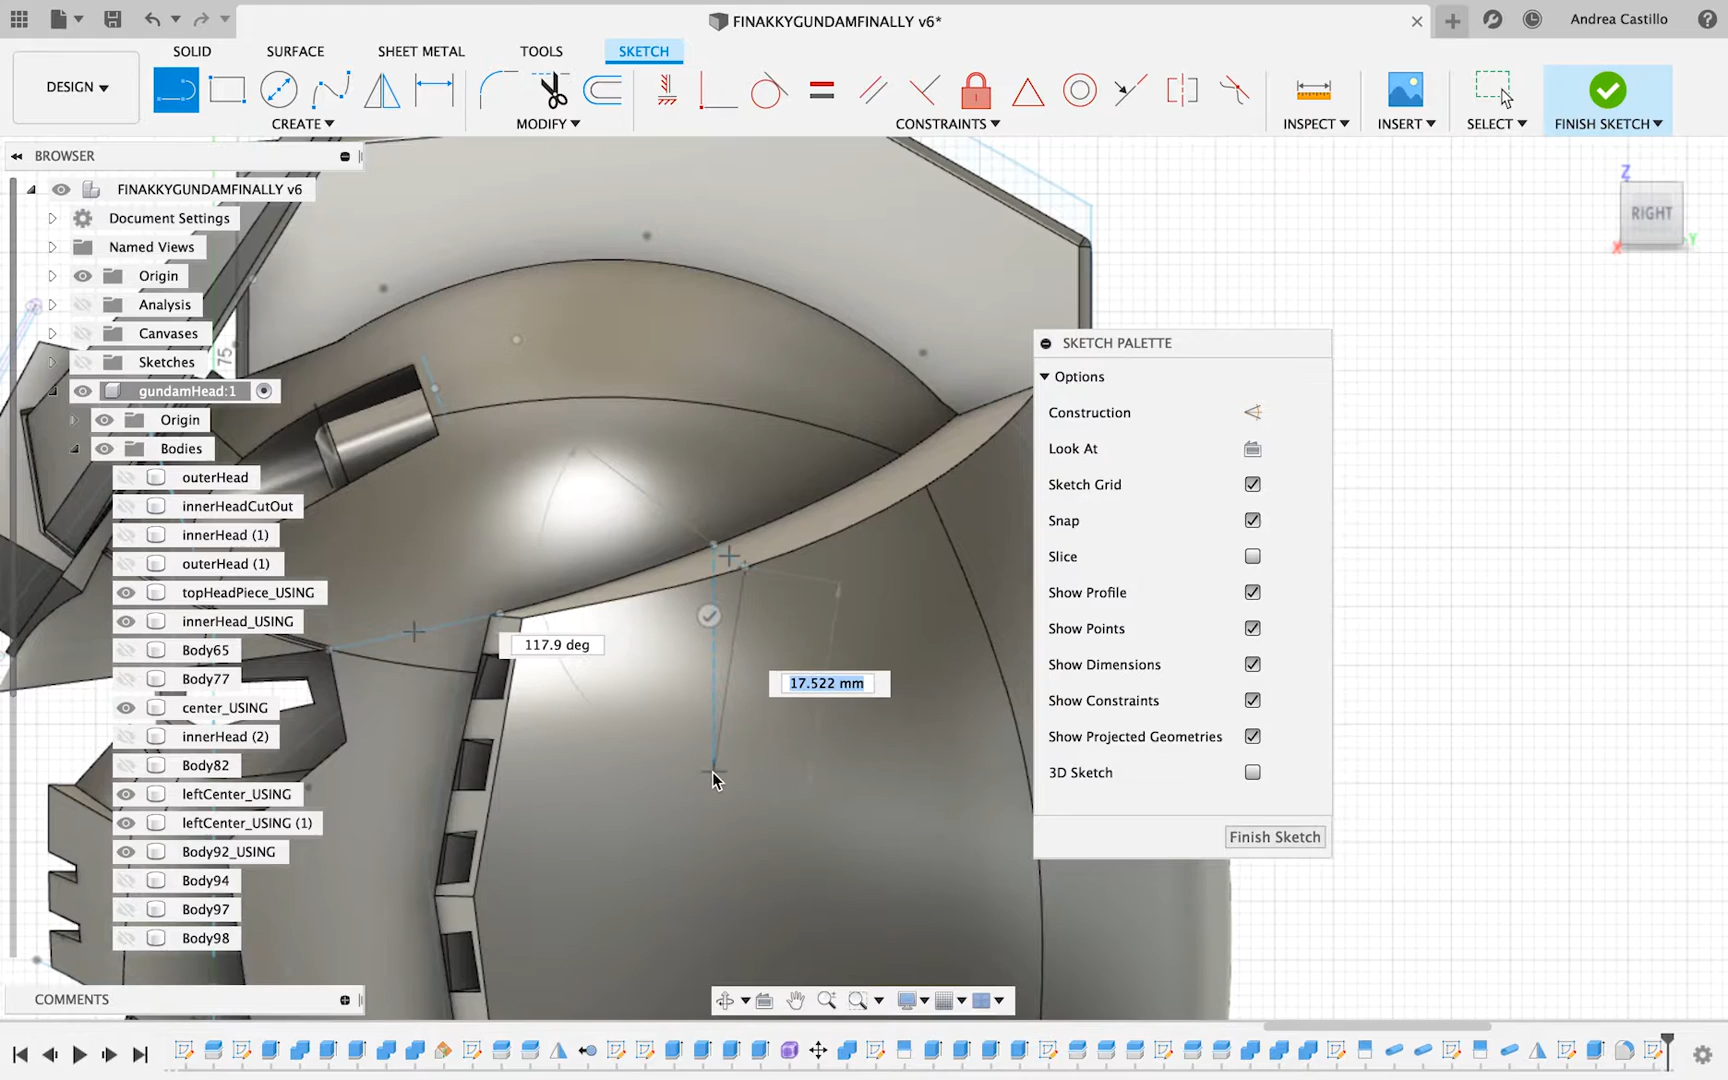 FINAKKYGUNDAMFINALLY v6*
Andrea Castillo
SOLID SURFACE SHEET METAL TOOLS SKETCH
DESIGN
CREATE MODIFY CONSTRAINTS INSPECT INSERT SELECT FINISH SKETCH
BROWSER
FINAKKYGUNDAMFINALLY v6
Document Settings
Named Views
Origin
Analysis
Canvases
Sketches
gundamHead:1
Origin
Bodies
outerHead
innerHeadCutOut
innerHead (1)
outerHead (1)
topHeadPiece_USING
innerHead_USING
Body65
Body77
center_USING
innerHead (2)
Body82
leftCenter_USING
leftCenter_USING (1)
Body92_USING
Body94
Body97
Body98
COMMENTS
75
117.9 deg
17.522 mm
Z
RIGHT
X
Y
SKETCH PALETTE
Options
Construction
Look At
Sketch Grid
Snap
Slice
Show Profile
Show Points
Show Dimensions
Show Constraints
Show Projected Geometries
3D Sketch
Finish Sketch